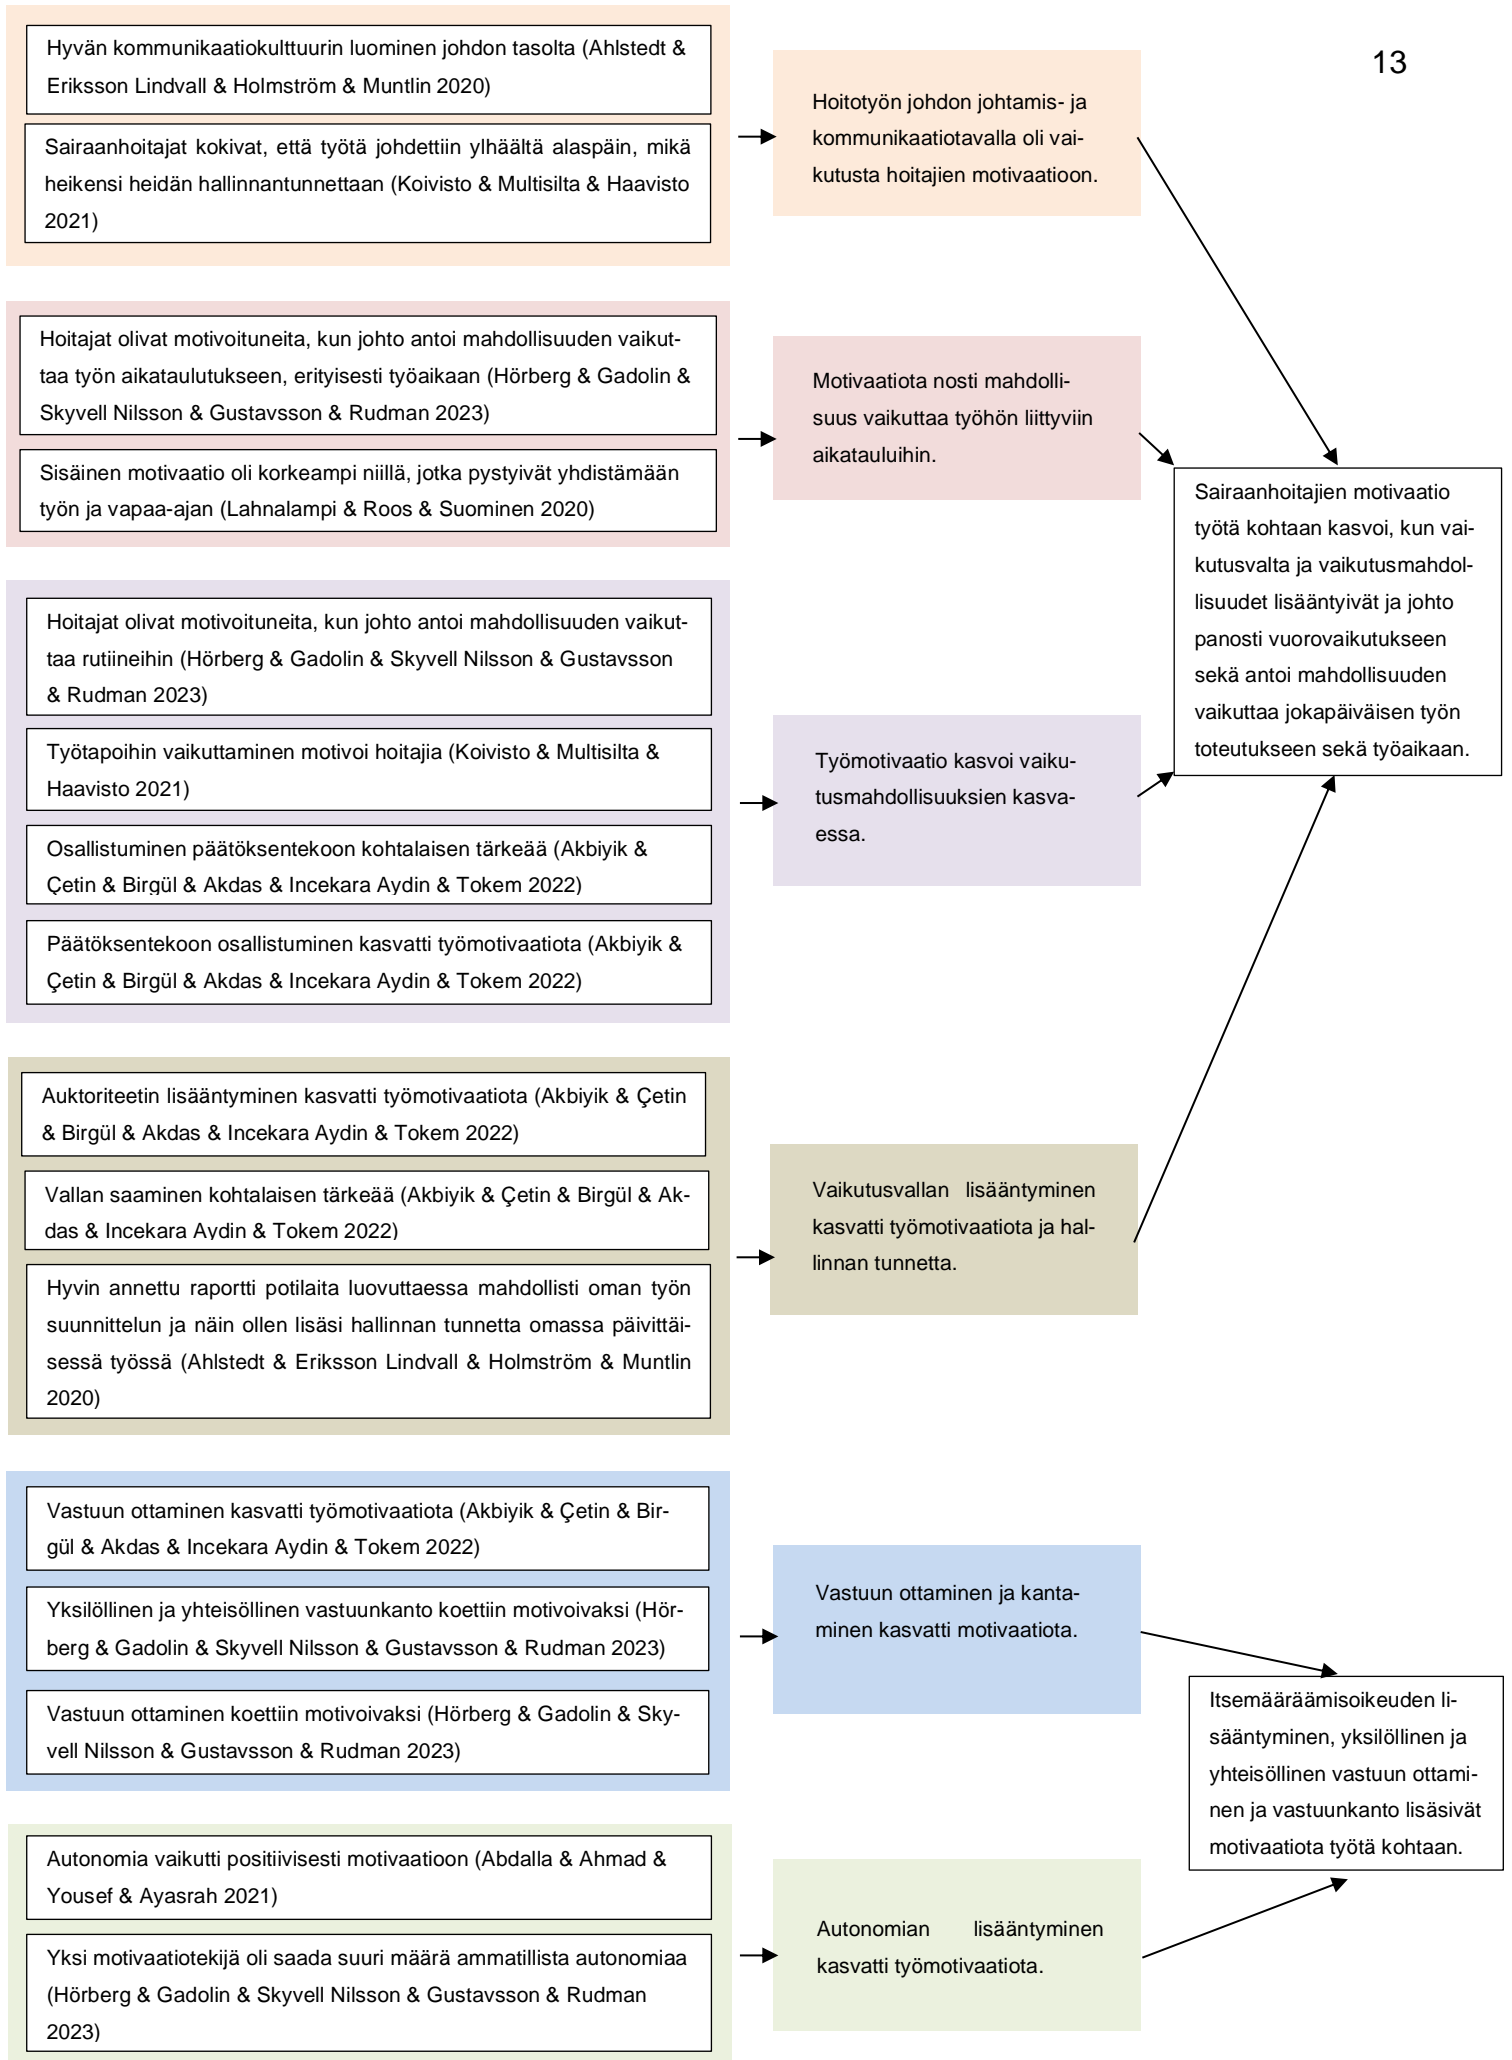 13
Hyvän kommunikaatiokulttuurin luominen johdon tasolta (Ahlstedt &
Eriksson Lindvall & Holmström & Muntlin 2020)
Sairaanhoitajat kokivat, että työtä johdettiin ylhäältä alaspäin, mikä
heikensi heidän hallinnantunnettaan (Koivisto & Multisilta & Haavisto
2021)
Hoitotyön johdon johtamis- ja
kommunikaatiotavalla oli vai-
kutusta hoitajien motivaatioon.
Hoitajat olivat motivoituneita, kun johto antoi mahdollisuuden vaikut-
taa työn aikataulutukseen, erityisesti työaikaan (Hörberg & Gadolin &
Skyvell Nilsson & Gustavsson & Rudman 2023)
Sisäinen motivaatio oli korkeampi niillä, jotka pystyivät yhdistämään
työn ja vapaa-ajan (Lahnalampi & Roos & Suominen 2020)
Motivaatiota nosti mahdolli-
suus vaikuttaa työhön liittyviin
aikatauluihin.
Sairaanhoitajien motivaatio
työtä kohtaan kasvoi, kun vai-
kutusvalta ja vaikutusmahdol-
lisuudet lisääntyivät ja johto
panosti vuorovaikutukseen
sekä antoi mahdollisuuden
vaikuttaa jokapäiväisen työn
toteutukseen sekä työaikaan.
Hoitajat olivat motivoituneita, kun johto antoi mahdollisuuden vaikut-
taa rutiineihin (Hörberg & Gadolin & Skyvell Nilsson & Gustavsson
& Rudman 2023)
Työtapoihin vaikuttaminen motivoi hoitajia (Koivisto & Multisilta &
Haavisto 2021)
Osallistuminen päätöksentekoon kohtalaisen tärkeää (Akbiyik &
Çetin & Birgül & Akdas & Incekara Aydin & Tokem 2022)
Päätöksentekoon osallistuminen kasvatti työmotivaatiota (Akbiyik &
Çetin & Birgül & Akdas & Incekara Aydin & Tokem 2022)
Työmotivaatio kasvoi vaiku-
tusmahdollisuuksien kasva-
essa.
Auktoriteetin lisääntyminen kasvatti työmotivaatiota (Akbiyik & Çetin
& Birgül & Akdas & Incekara Aydin & Tokem 2022)
Vallan saaminen kohtalaisen tärkeää (Akbiyik & Çetin & Birgül & Ak-
das & Incekara Aydin & Tokem 2022)
Hyvin annettu raportti potilaita luovuttaessa mahdollisti oman työn
suunnittelun ja näin ollen lisäsi hallinnan tunnetta omassa päivittäi-
sessä työssä (Ahlstedt & Eriksson Lindvall & Holmström & Muntlin
2020)
Vaikutusvallan lisääntyminen
kasvatti työmotivaatiota ja hal-
linnan tunnetta.
Vastuun ottaminen kasvatti työmotivaatiota (Akbiyik & Çetin & Bir-
gül & Akdas & Incekara Aydin & Tokem 2022)
Yksilöllinen ja yhteisöllinen vastuunkanto koettiin motivoivaksi (Hör-
berg & Gadolin & Skyvell Nilsson & Gustavsson & Rudman 2023)
Vastuun ottaminen koettiin motivoivaksi (Hörberg & Gadolin & Sky-
vell Nilsson & Gustavsson & Rudman 2023)
Vastuun ottaminen ja kanta-
minen kasvatti motivaatiota.
Itsemääräämisoikeuden li-
sääntyminen, yksilöllinen ja
yhteisöllinen vastuun ottami-
nen ja vastuunkanto lisäsivät
motivaatiota työtä kohtaan.
Autonomia vaikutti positiivisesti motivaatioon (Abdalla & Ahmad &
Yousef & Ayasrah 2021)
Yksi motivaatiotekijä oli saada suuri määrä ammatillista autonomiaa
(Hörberg & Gadolin & Skyvell Nilsson & Gustavsson & Rudman
2023)
Autonomian lisääntyminen
kasvatti työmotivaatiota.